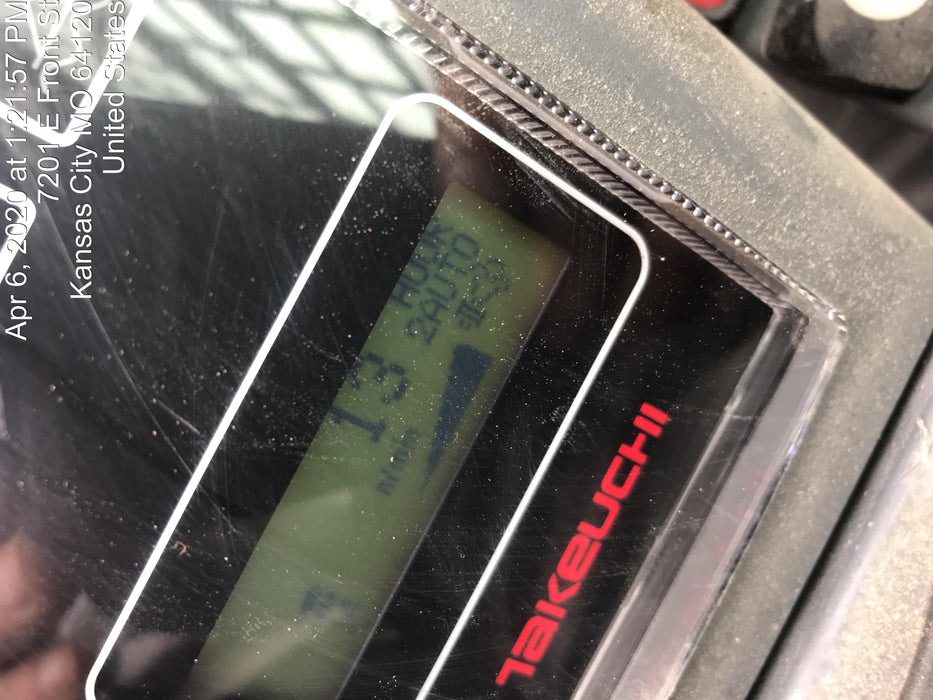 Apr 6, 2020 at 1:21:57 PM
7201 E Front St
Kansas City MO 64120
United States
HOUR
2AUTO
13
TAKEUCHI